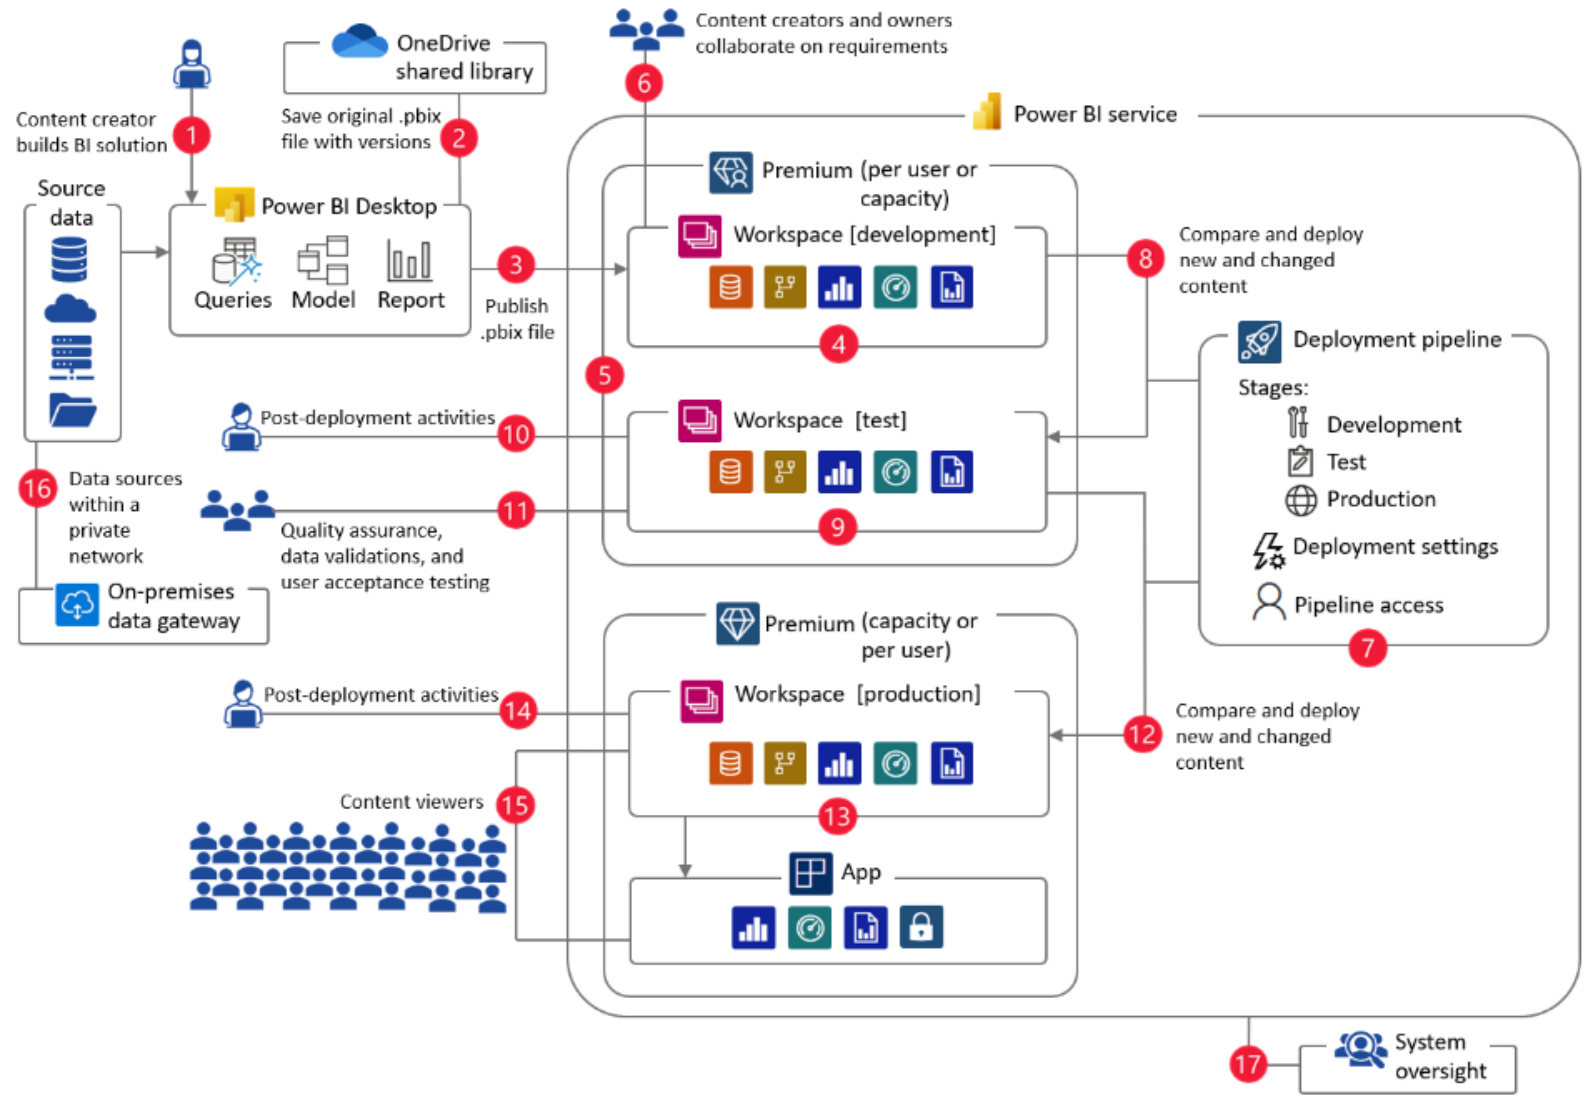 Content creators and owners
collaborate on requirements
6
OneDrive
shared library
Content creator
builds BI solution
1
Save original .pbix
file with versions
2
Power BI service
Source
data
Power BI Desktop
Queries
Model
Report
3
Publish
.pbix file
Premium (per user or
capacity)
5
Workspace [development]
4
8
Compare and deploy
new and changed
content
Deployment pipeline
Stages:
Development
Test
Production
Deployment settings
Pipeline access
7
Post-deployment activities
10
Workspace [test]
9
11
Quality assurance,
data validations, and
user acceptance testing
16
Data sources
within a
private
network
On-premises
data gateway
Premium (capacity or
per user)
Post-deployment activities
14
Workspace [production]
13
12
Compare and deploy
new and changed
content
Content viewers
15
App
17
System
oversight